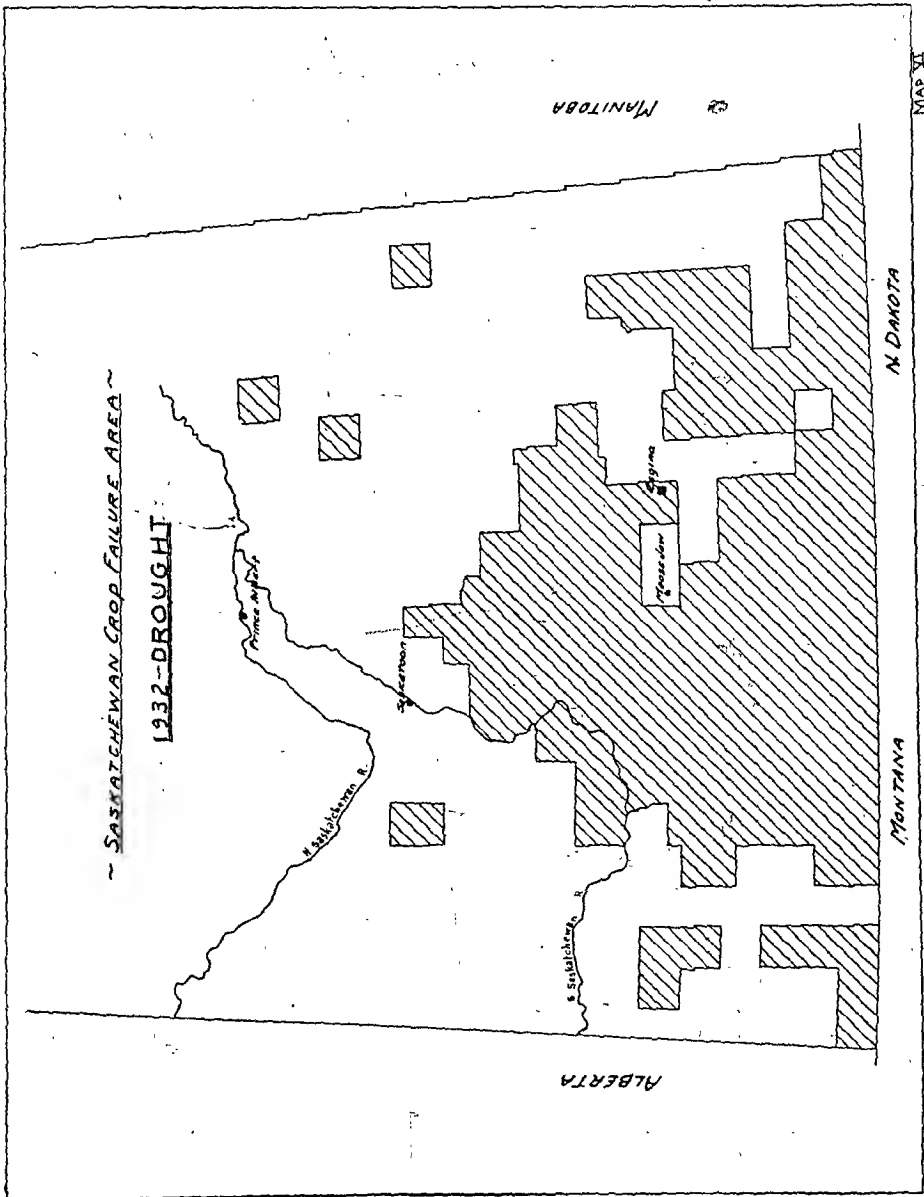 ~ SASKATCHEWAN CROP FAILURE AREA ~
1932-DROUGHT
Prince Albert
N Saskatchewan R.
Saskatoon
S Saskatchewan R
Moose Jaw
Regina
ALBERTA
MANITOBA
MONTANA
N. DAKOTA
MAP VI